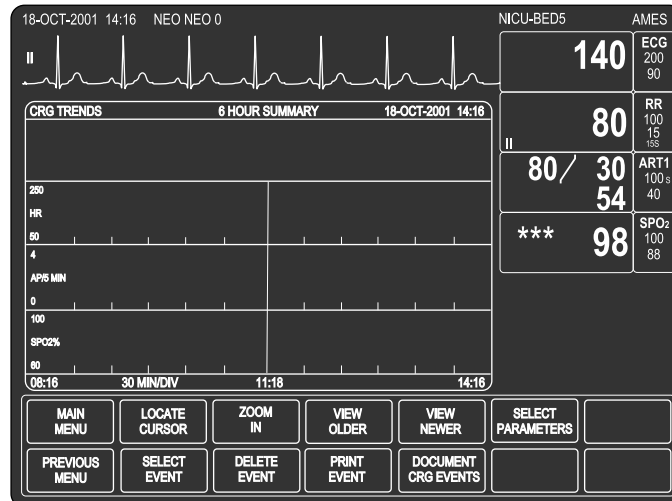 18-OCT-2001 14:16 NEO NEO 0 NICU-BED5 AMES
II
140 ECG
200
90
CRG TRENDS 6 HOUR SUMMARY 18-OCT-2001 14:16
II 80 RR
100
15
15S
80/ 30 ART1
54 100 S
40
250
HR
50
*** 98 SPO2
100
88
4
AP/5 MIN
0
100
SPO2%
60
08:16 30 MIN/DIV 11:18 14:16
MAIN MENU
LOCATE CURSOR
ZOOM IN
VIEW OLDER
VIEW NEWER
SELECT PARAMETERS
PREVIOUS MENU
SELECT EVENT
DELETE EVENT
PRINT EVENT
DOCUMENT CRG EVENTS